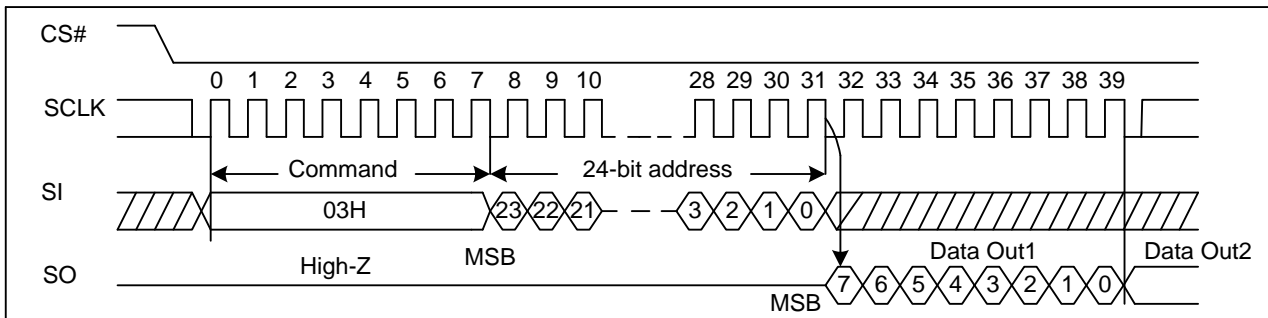 CS#
0 1 2 3 4 5 6 7 8 9 10 28 29 30 31 32 33 34 35 36 37 38 39
SCLK
Command 24-bit address
SI
03H 23 22 21 3 2 1 0
High-Z MSB Data Out1 Data Out2
SO
MSB 7 6 5 4 3 2 1 0